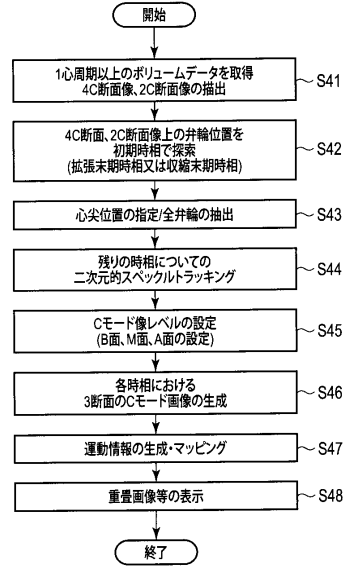 開始
1心周期以上のボリュームデータを取得
4C断面像、2C断面像の描出
S41
4C断面、2C断面像上の弁輪位置を
初期時相で探索
(拡張末期時相又は収縮末期時相)
S42
心尖位置の指定/全弁輪の抽出
S43
残りの時相についての
二次元的スペックルトラッキング
S44
Cモード像レベルの設定
(B面、M面、A面の設定)
S45
各時相における
3断面のCモード画像の生成
S46
運動情報の生成・マッピング
S47
重畳画像等の表示
S48
終了